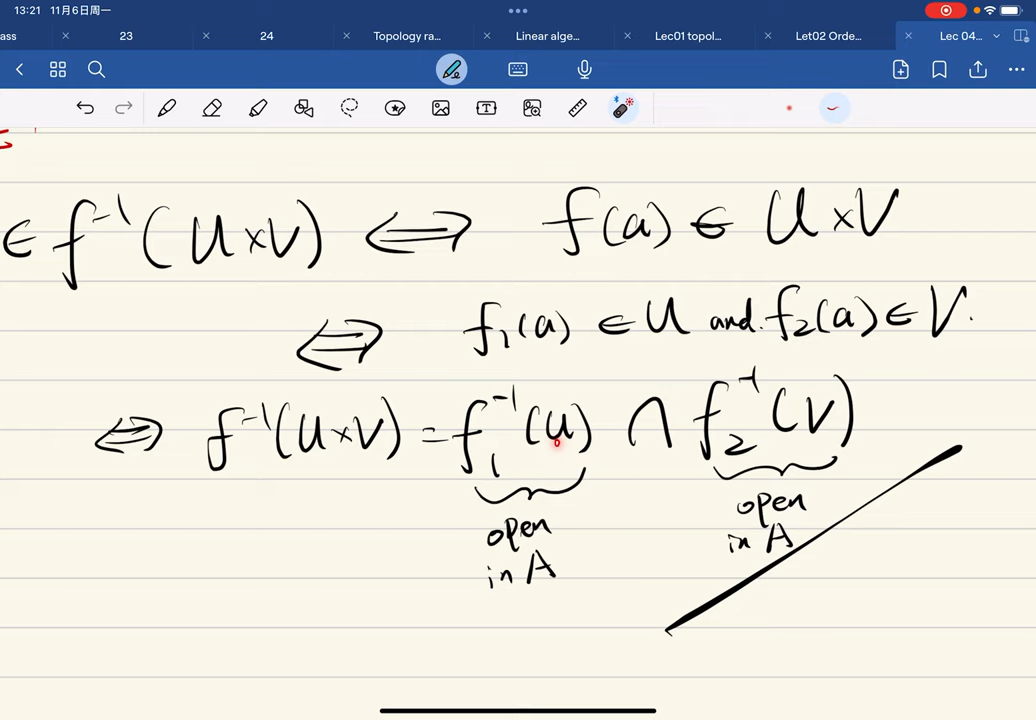 13:21 11月6日周一
ass 23 24 Topology ra... Linear alge... Lec01 topol... Let02 Orde... Lec 04...
∈ f⁻¹(U×V) ⟺ f(a) ∈ U×V
⟺ f₁(a) ∈ U and f₂(a) ∈ V.
⟺ f⁻¹(U×V) = f₁⁻¹(U) ∩ f₂⁻¹(V)
open open
in A in A